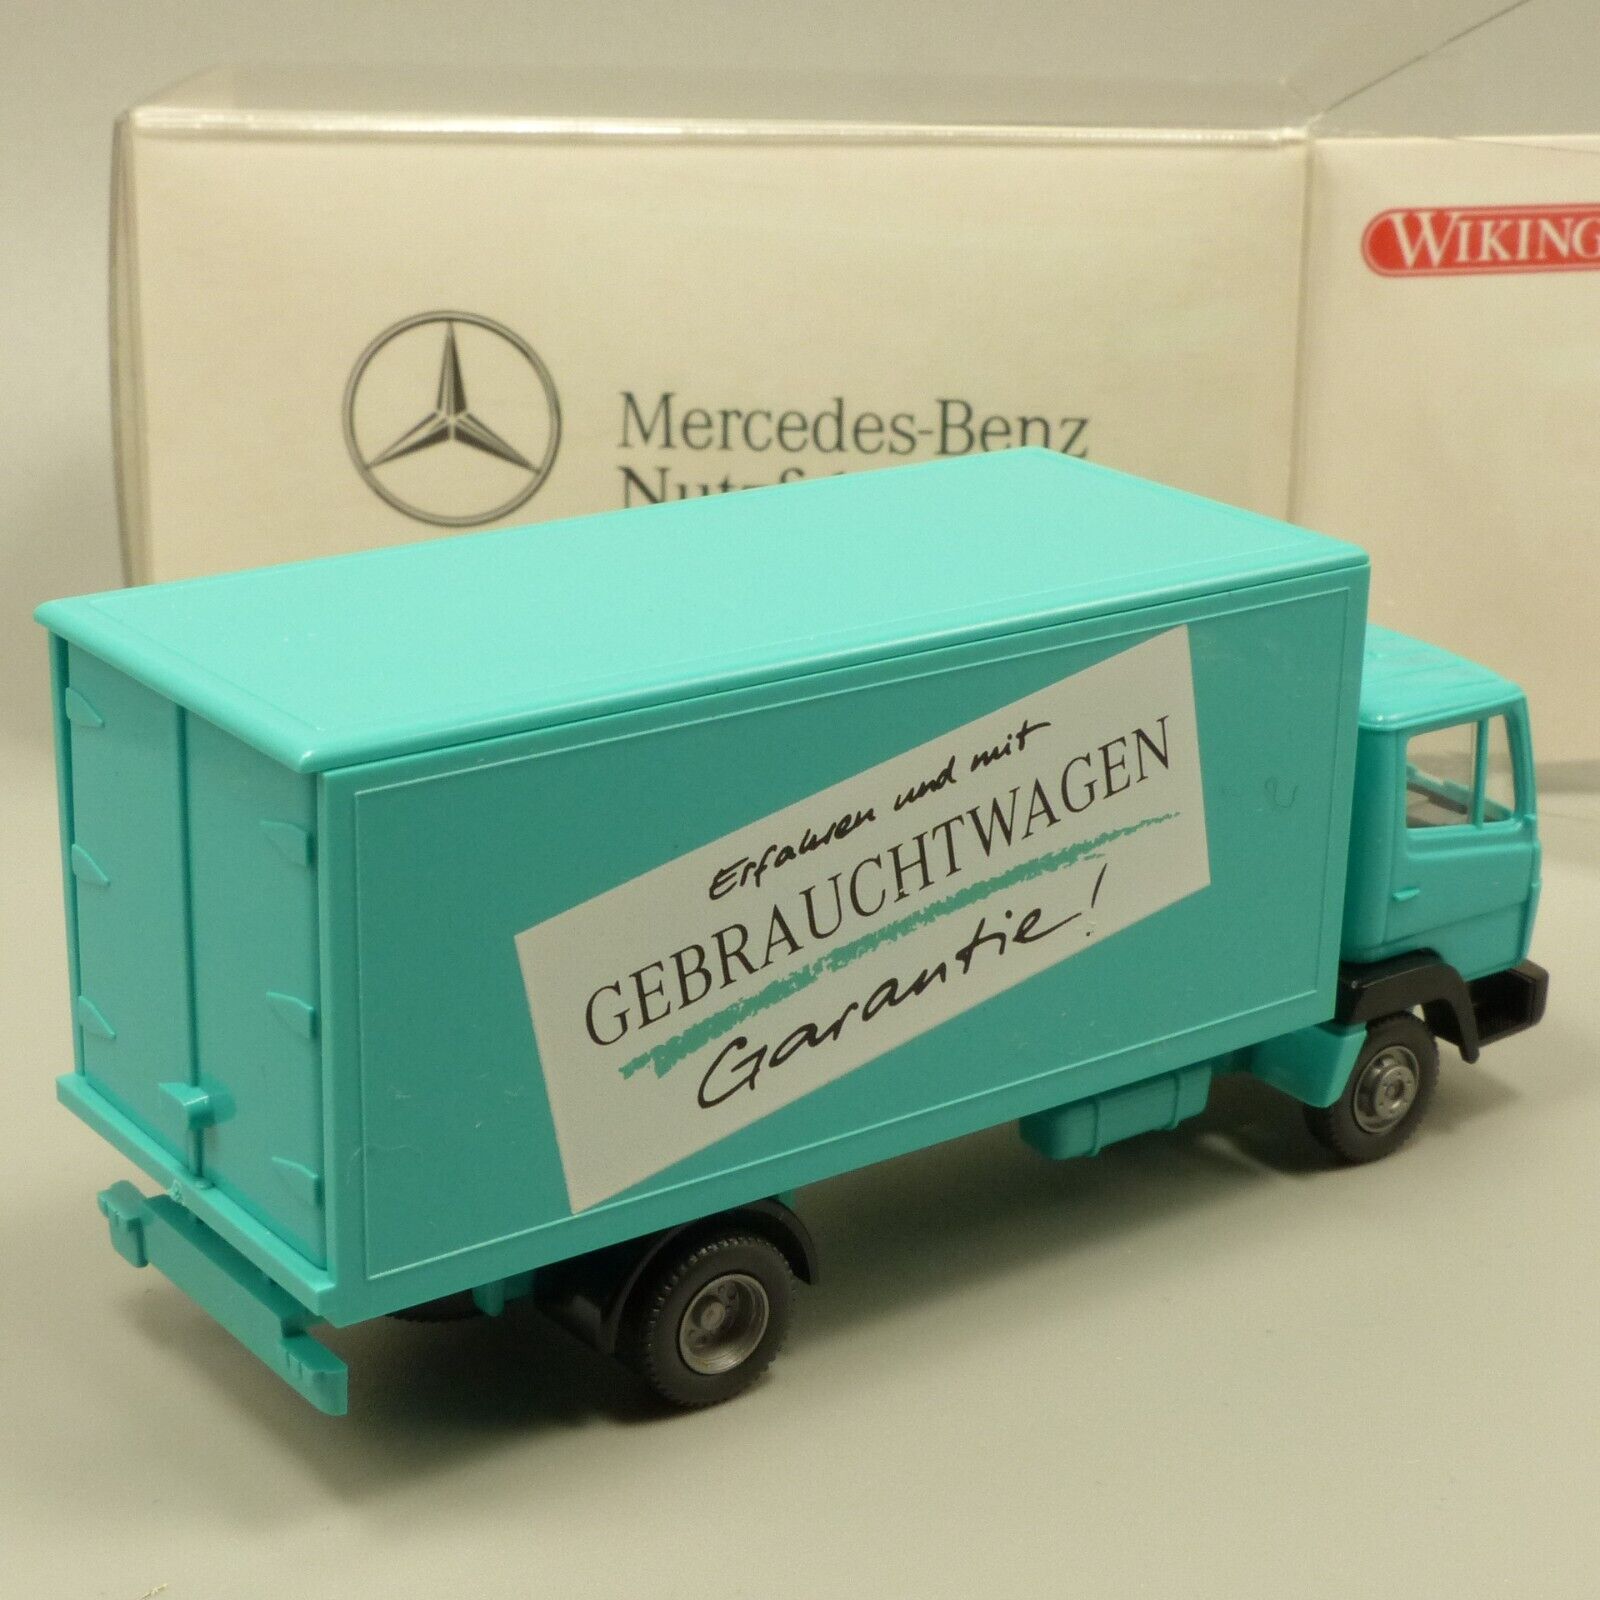 WIKING
Mercedes-Benz
Erfahren und mit
GEBRAUCHTWAGEN
Garantie!